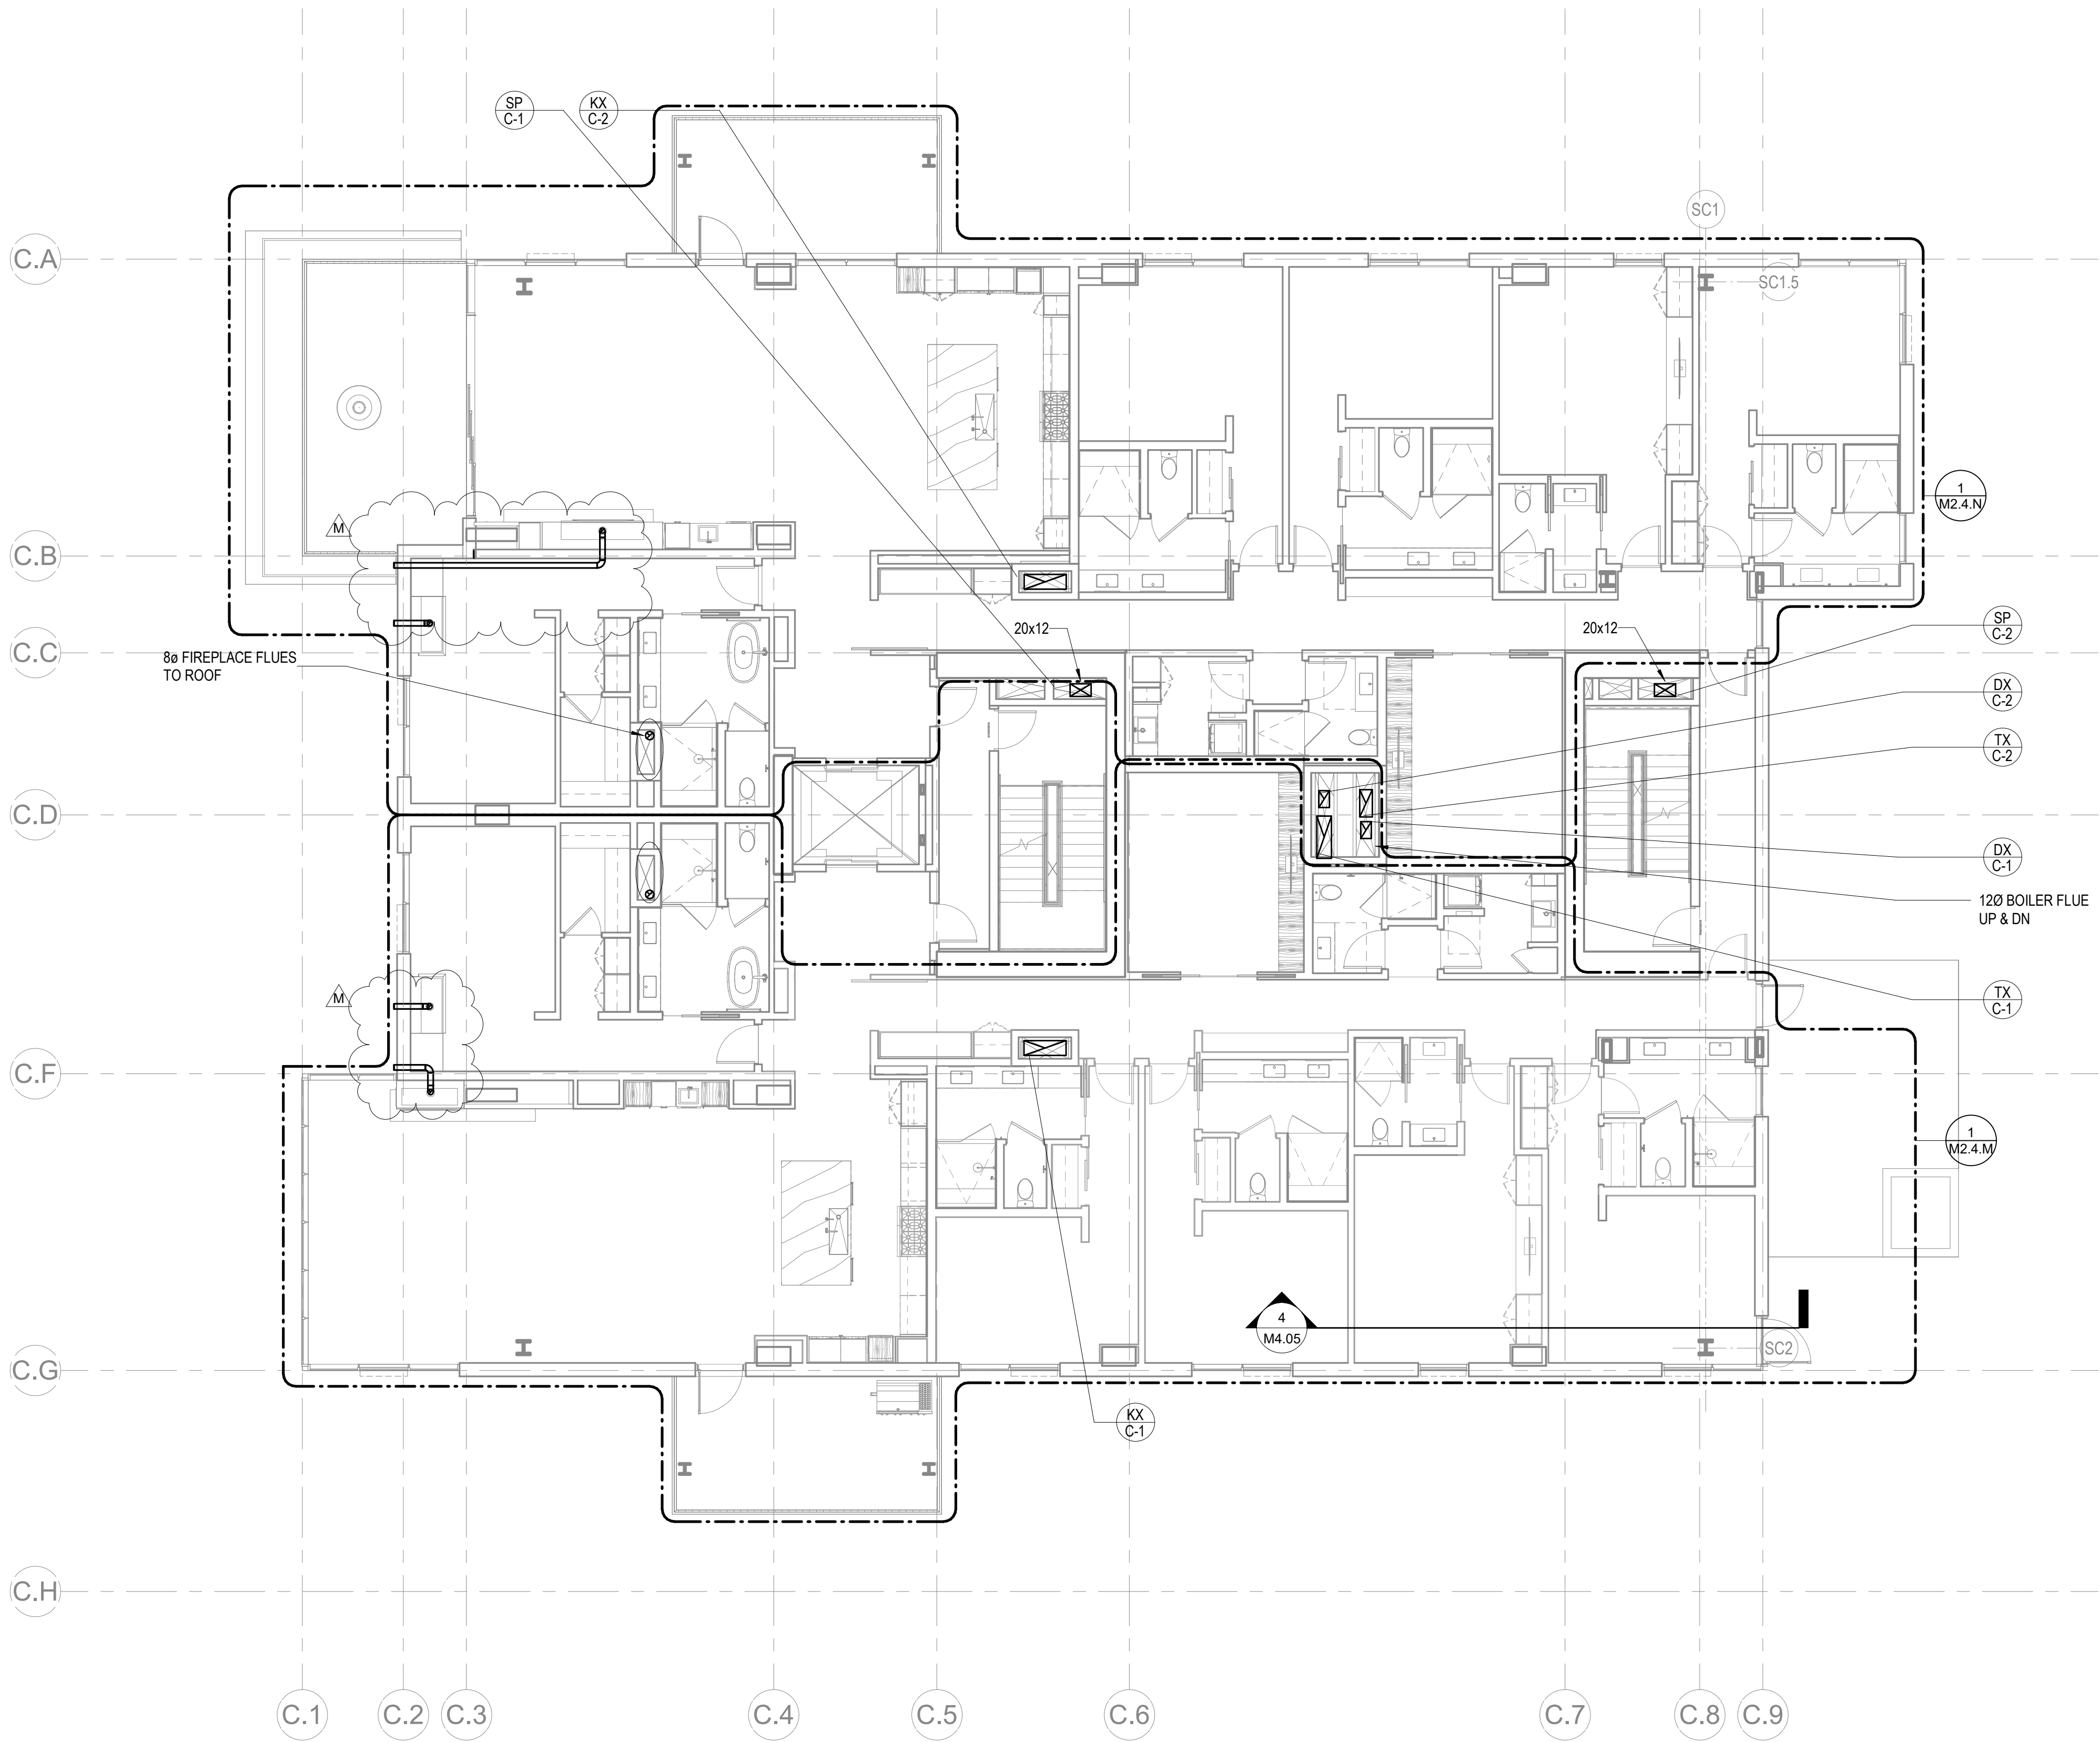 SP
C-1
KX
C-2
SC1
C.A
SC1.5
1
M2.4.N
M
C.B
20x12
20x12
SP
C-2
C.C
8ø FIREPLACE FLUES
TO ROOF
DX
C-2
TX
C-2
C.D
DX
C-1
12Ø BOILER FLUE
UP & DN
M
TX
C-1
C.F
1
M2.4.M
4
M4.05
SC2
C.G
KX
C-1
C.H
C.1
C.2
C.3
C.4
C.5
C.6
C.7
C.8
C.9